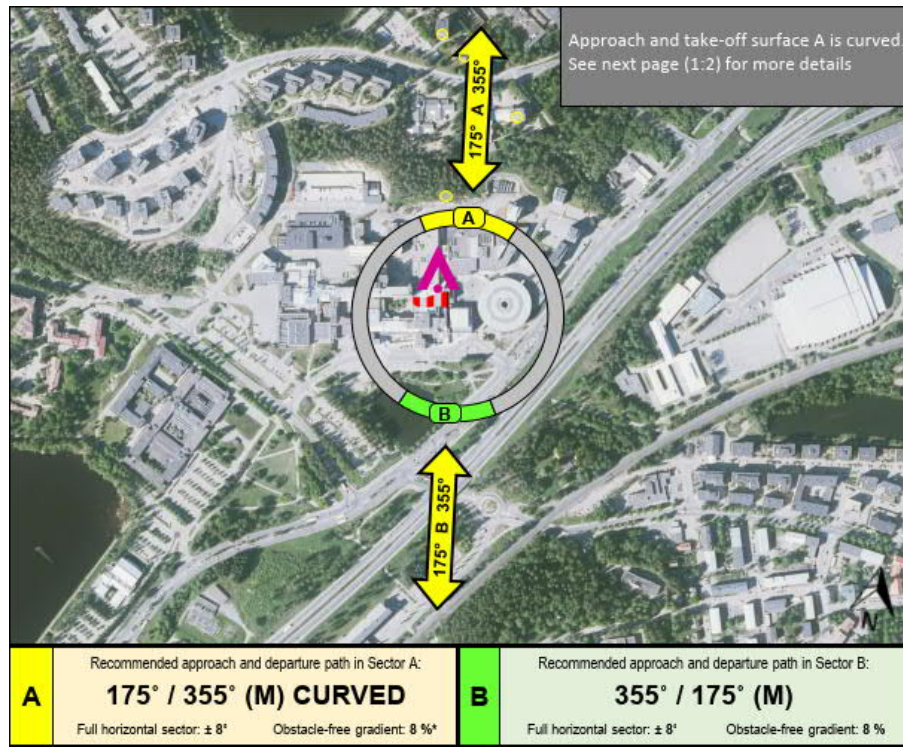 Approach and take-off surface A is curved.
See next page (1:2) for more details
175° A 355°
A
B
175° B 355°
N
A
Recommended approach and departure path in Sector A:
175° / 355° (M) CURVED
Full horizontal sector: ± 8° Obstacle-free gradient: 8 %*
B
Recommended approach and departure path in Sector B:
355° / 175° (M)
Full horizontal sector: ± 8° Obstacle-free gradient: 8 %